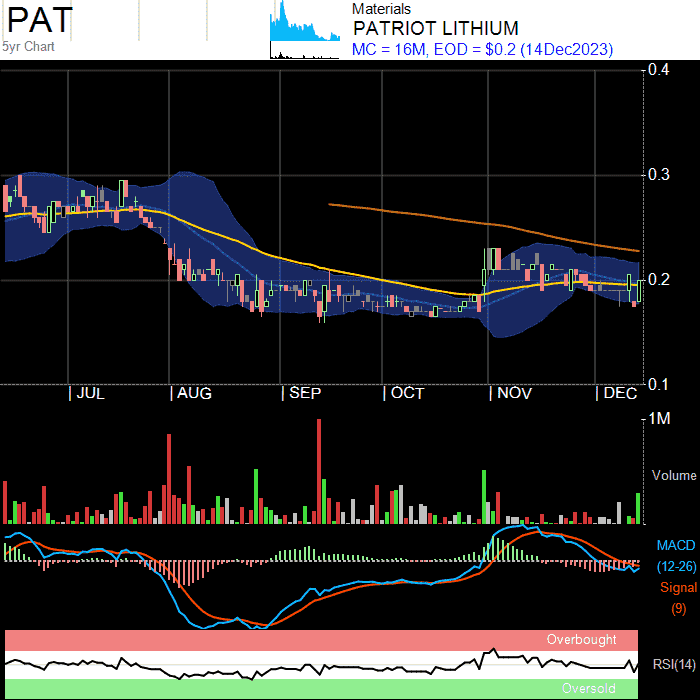 PAT
5yr Chart
Materials
PATRIOT LITHIUM
MC = 16M, EOD = $0.2 (14Dec2023)
0.4
0.3
0.2
0.1
JUL
AUG
SEP
OCT
NOV
DEC
1M
Volume
MACD
(12-26)
Signal
(9)
Overbought
RSI(14)
Oversold